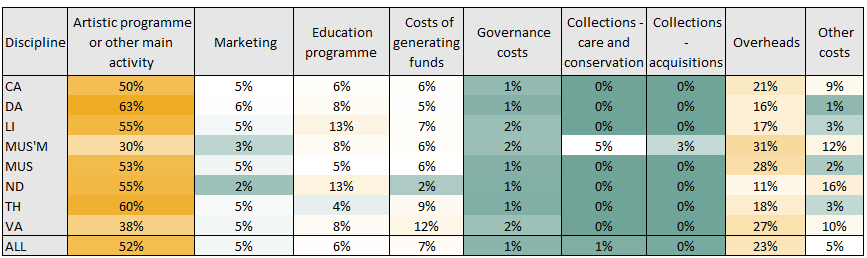 Discipline Artistic programme or other main activity Marketing Education programme Costs of generating funds Governance costs Collections - care and conservation Collections - acquisitions Overheads Other costs
CA 50% 5% 6% 6% 1% 0% 0% 21% 9%
DA 63% 6% 8% 5% 1% 0% 0% 16% 1%
LI 55% 5% 13% 7% 2% 0% 0% 17% 3%
MUS'M 30% 3% 8% 6% 2% 5% 3% 31% 12%
MUS 53% 5% 5% 6% 1% 0% 0% 28% 2%
ND 55% 2% 13% 2% 1% 0% 0% 11% 16%
TH 60% 5% 4% 9% 1% 0% 0% 18% 3%
VA 38% 5% 8% 12% 2% 0% 0% 27% 10%
ALL 52% 5% 6% 7% 1% 1% 0% 23% 5%